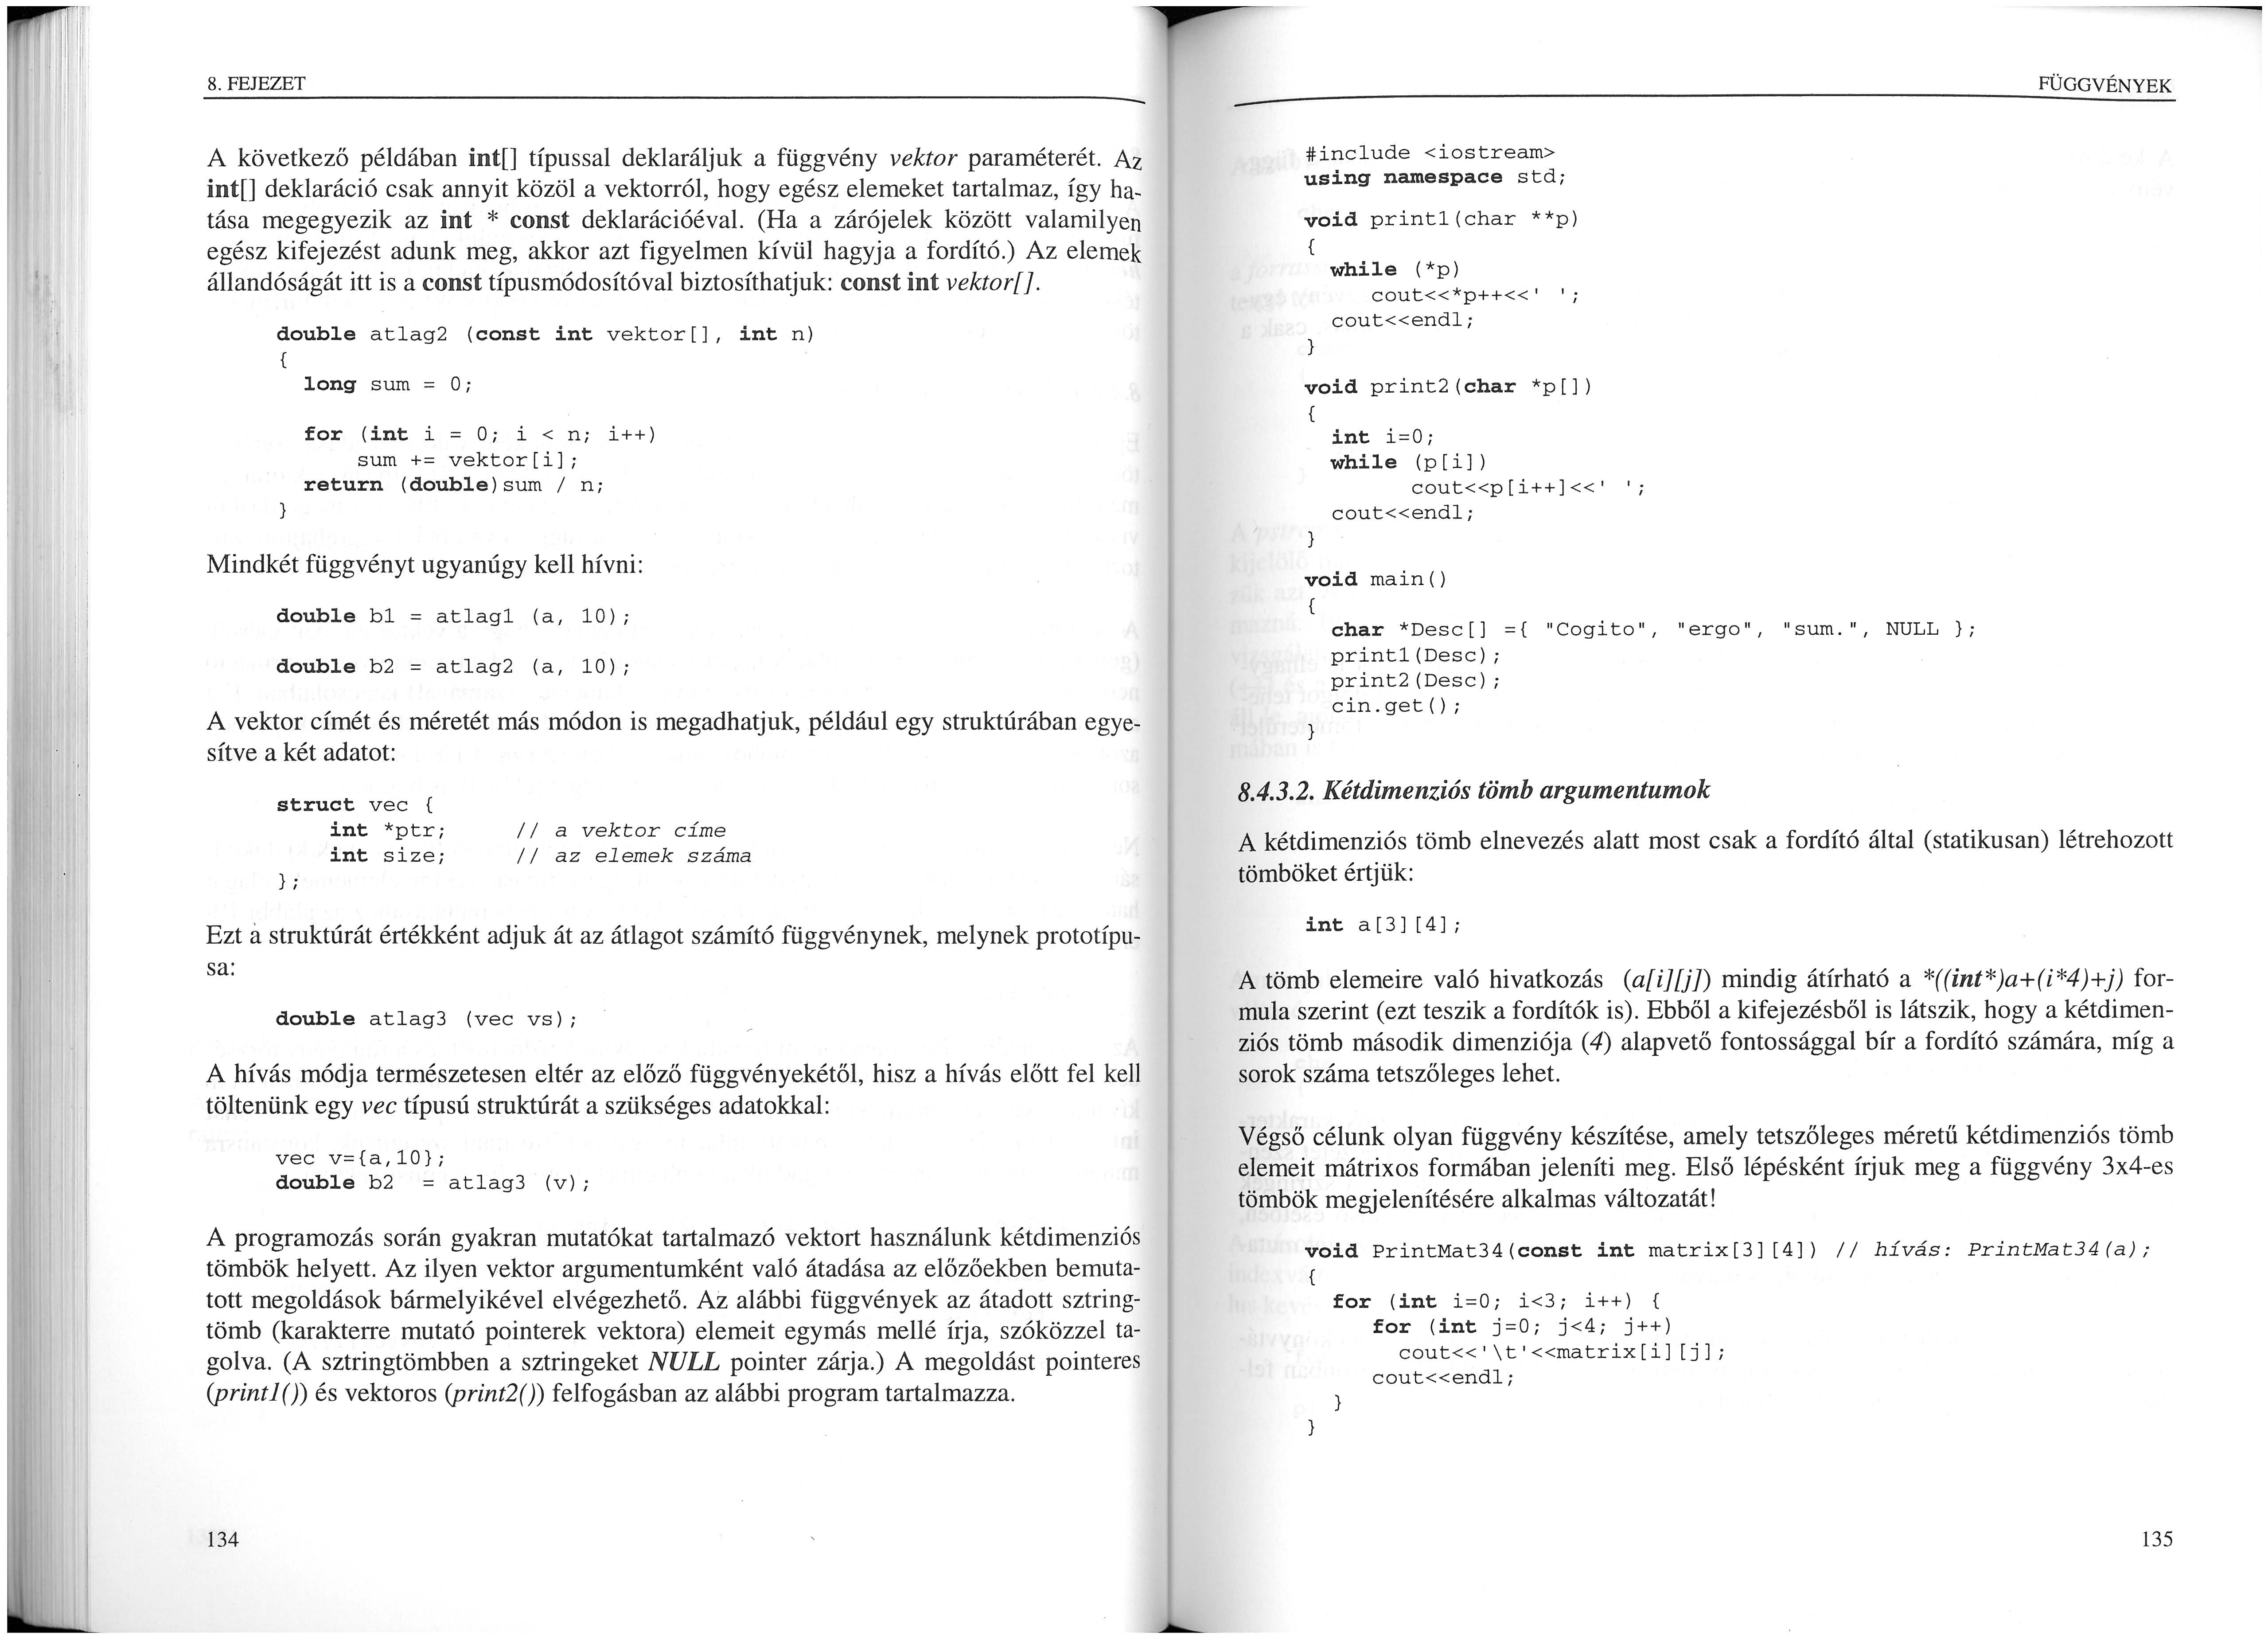 8. FEJEZET
A következő példában int[] típussal deklaráljuk a függvény vektor paraméterét. Az
int[] deklaráció csak annyit közöl a vektorról, hogy egész elemeket tartalmaz, így ha-
tása megegyezik az int * const deklarációéval. (Ha a zárójelek között valamilyen
egész kifejezést adunk meg, akkor azt figyelmen kívül hagyja a fordító.) Az elemek
állandóságát itt is a const típusmódosítóval biztosíthatjuk: const int vektor[].
double atlag2 (const int vektor[], int n)
{
long sum = 0;
for (int i = 0; i < n; i++)
sum += vektor[i];
return (double)sum / n;
}
Mindkét függvényt ugyanúgy kell hívni:
double b1 = atlag1 (a, 10);
double b2 = atlag2 (a, 10);
A vektor címét és méretét más módon is megadhatjuk, például egy struktúrában egye-
sítve a két adatot:
struct vec {
int *ptr; // a vektor címe
int size; // az elemek száma
};
Ezt a struktúrát értékként adjuk át az átlagot számító függvénynek, melynek prototípu-
sa:
double atlag3 (vec vs);
A hívás módja természetesen eltér az előző függvényekétől, hisz a hívás előtt fel kell
töltenünk egy vec típusú struktúrát a szükséges adatokkal:
vec v={a,10};
double b2 = atlag3 (v);
A programozás során gyakran mutatókat tartalmazó vektort használunk kétdimenziós
tömbök helyett. Az ilyen vektor argumentumként való átadása az előzőekben bemuta-
tott megoldások bármelyikével elvégezhető. Az alábbi függvények az átadott sztring-
tömb (karakterre mutató pointerek vektora) elemeit egymás mellé írja, szóközzel ta-
golva. (A sztringtömbben a sztringeket NULL pointer zárja.) A megoldást pointeres
(print1()) és vektoros (print2()) felfogásban az alábbi program tartalmazza.
134
FÜGGVÉNYEK
#include <iostream>
using namespace std;
void print1(char **p)
{
while (*p)
cout<<*p++<<' ';
cout<<endl;
}
void print2(char *p[])
{
int i=0;
while (p[i])
cout<<p[i++]<<' ';
cout<<endl;
}
void main()
{
char *Desc[] ={ "Cogito", "ergo", "sum.", NULL };
print1(Desc);
print2(Desc);
cin.get();
}
8.4.3.2. Kétdimenziós tömb argumentumok
A kétdimenziós tömb elnevezés alatt most csak a fordító által (statikusan) létrehozott
tömböket értjük:
int a[3][4];
A tömb elemeire való hivatkozás (a[i][j]) mindig átírható a *((int*)a+(i*4)+j) for-
mula szerint (ezt teszik a fordítók is). Ebből a kifejezésből is látszik, hogy a kétdimen-
ziós tömb második dimenziója (4) alapvető fontossággal bír a fordító számára, míg a
sorok száma tetszőleges lehet.
Végső célunk olyan függvény készítése, amely tetszőleges méretű kétdimenziós tömb
elemeit mátrixos formában jeleníti meg. Első lépésként írjuk meg a függvény 3x4-es
tömbök megjelenítésére alkalmas változatát!
void PrintMat34(const int matrix[3][4]) // hívás: PrintMat34(a);
{
for (int i=0; i<3; i++) {
for (int j=0; j<4; j++)
cout<<'\t'<<matrix[i][j];
cout<<endl;
}
}
135